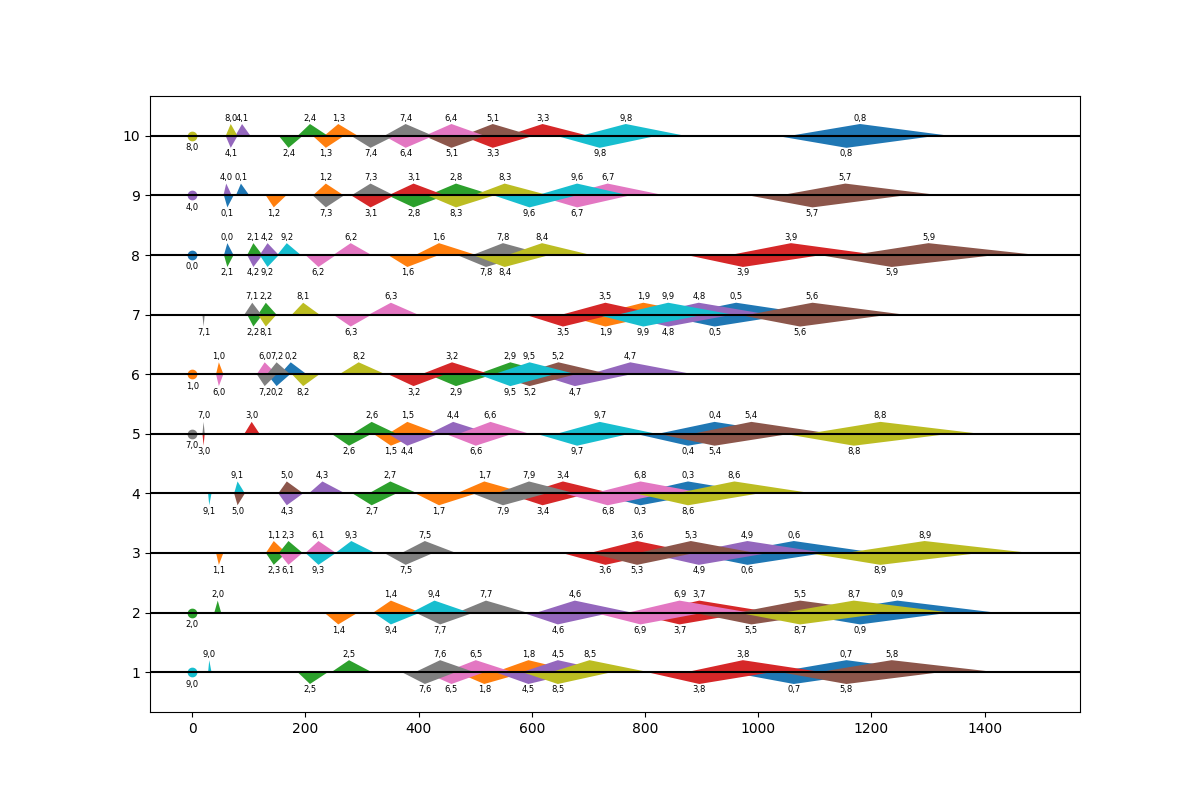 8,0 4,1 2,4 1,3 7,4 6,4 5,1 3,3 9,8 0,8
10
8,0 4,1 2,4 1,3 7,4 6,4 5,1 3,3 9,8 0,8
4,0 0,1 1,2 7,3 3,1 2,8 8,3 9,6 6,7 5,7
9
4,0 0,1 1,2 7,3 3,1 2,8 8,3 9,6 6,7 5,7
0,0 2,1 4,2 9,2 6,2 1,6 7,8 8,4 3,9 5,9
8
0,0 2,1 4,2 9,2 6,2 1,6 7,8 8,4 3,9 5,9
7,1 2,2 8,1 6,3 3,5 1,9 9,9 4,8 0,5 5,6
7
7,1 2,2 8,1 6,3 3,5 1,9 9,9 4,8 0,5 5,6
1,0 6,0 7,2 0,2 8,2 3,2 2,9 9,5 5,2 4,7
6
1,0 6,0 7,2 0,2 8,2 3,2 2,9 9,5 5,2 4,7
7,0 3,0 2,6 1,5 4,4 6,6 9,7 0,4 5,4 8,8
5
7,0 3,0 2,6 1,5 4,4 6,6 9,7 0,4 5,4 8,8
9,1 5,0 4,3 2,7 1,7 7,9 3,4 6,8 0,3 8,6
4
9,1 5,0 4,3 2,7 1,7 7,9 3,4 6,8 0,3 8,6
1,1 2,3 6,1 9,3 7,5 3,6 5,3 4,9 0,6 8,9
3
1,1 2,3 6,1 9,3 7,5 3,6 5,3 4,9 0,6 8,9
2,0 1,4 9,4 7,7 4,6 6,9 3,7 5,5 8,7 0,9
2
2,0 1,4 9,4 7,7 4,6 6,9 3,7 5,5 8,7 0,9
9,0 2,5 7,6 6,5 1,8 4,5 8,5 3,8 0,7 5,8
1
9,0 2,5 7,6 6,5 1,8 4,5 8,5 3,8 0,7 5,8
0 200 400 600 800 1000 1200 1400